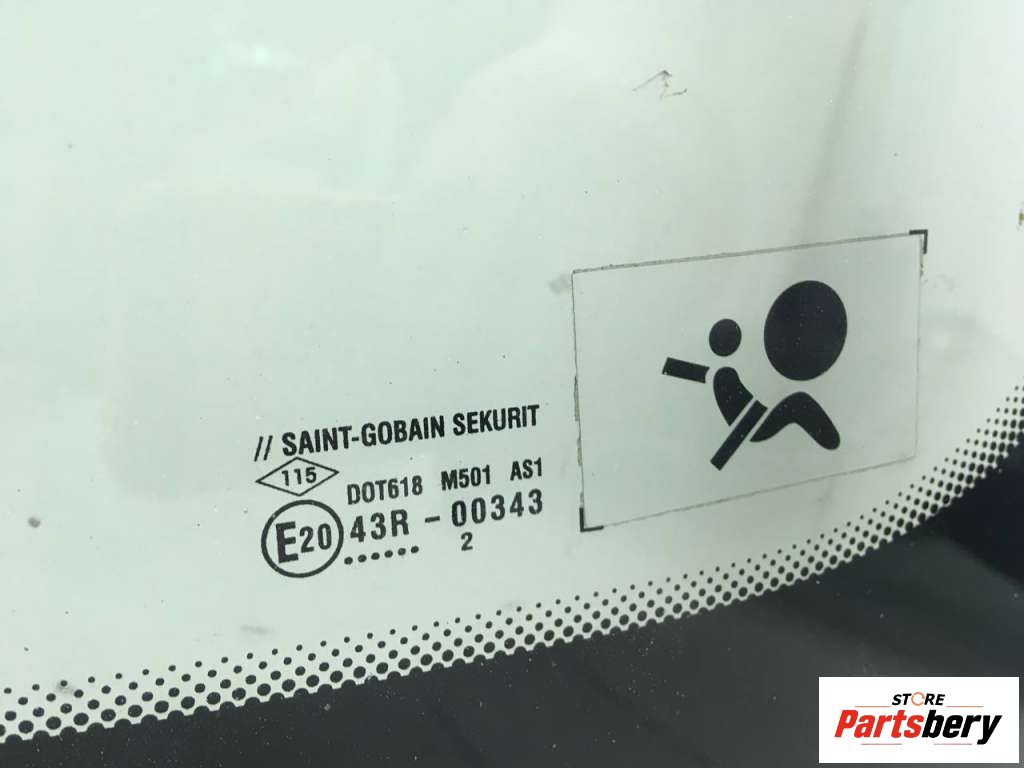 // SAINT-GOBAIN SEKURIT
115
DOT618 M501 AS1
E20 43R - 00343
...... 2
STORE
Partsbery